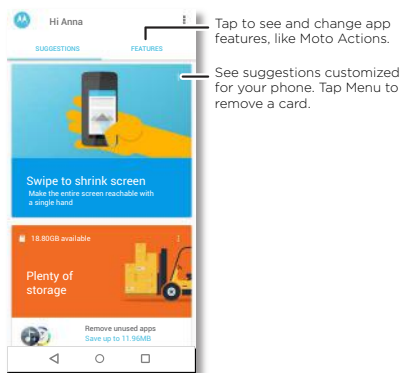 Hi Anna
SUGGESTIONS FEATURES
Swipe to shrink screen
Make the entire screen reachable with
a single hand
18.80GB available
Plenty of
storage
Remove unused apps
Save up to 11.96MB
Tap to see and change app
features, like Moto Actions.
See suggestions customized
for your phone. Tap Menu to
remove a card.